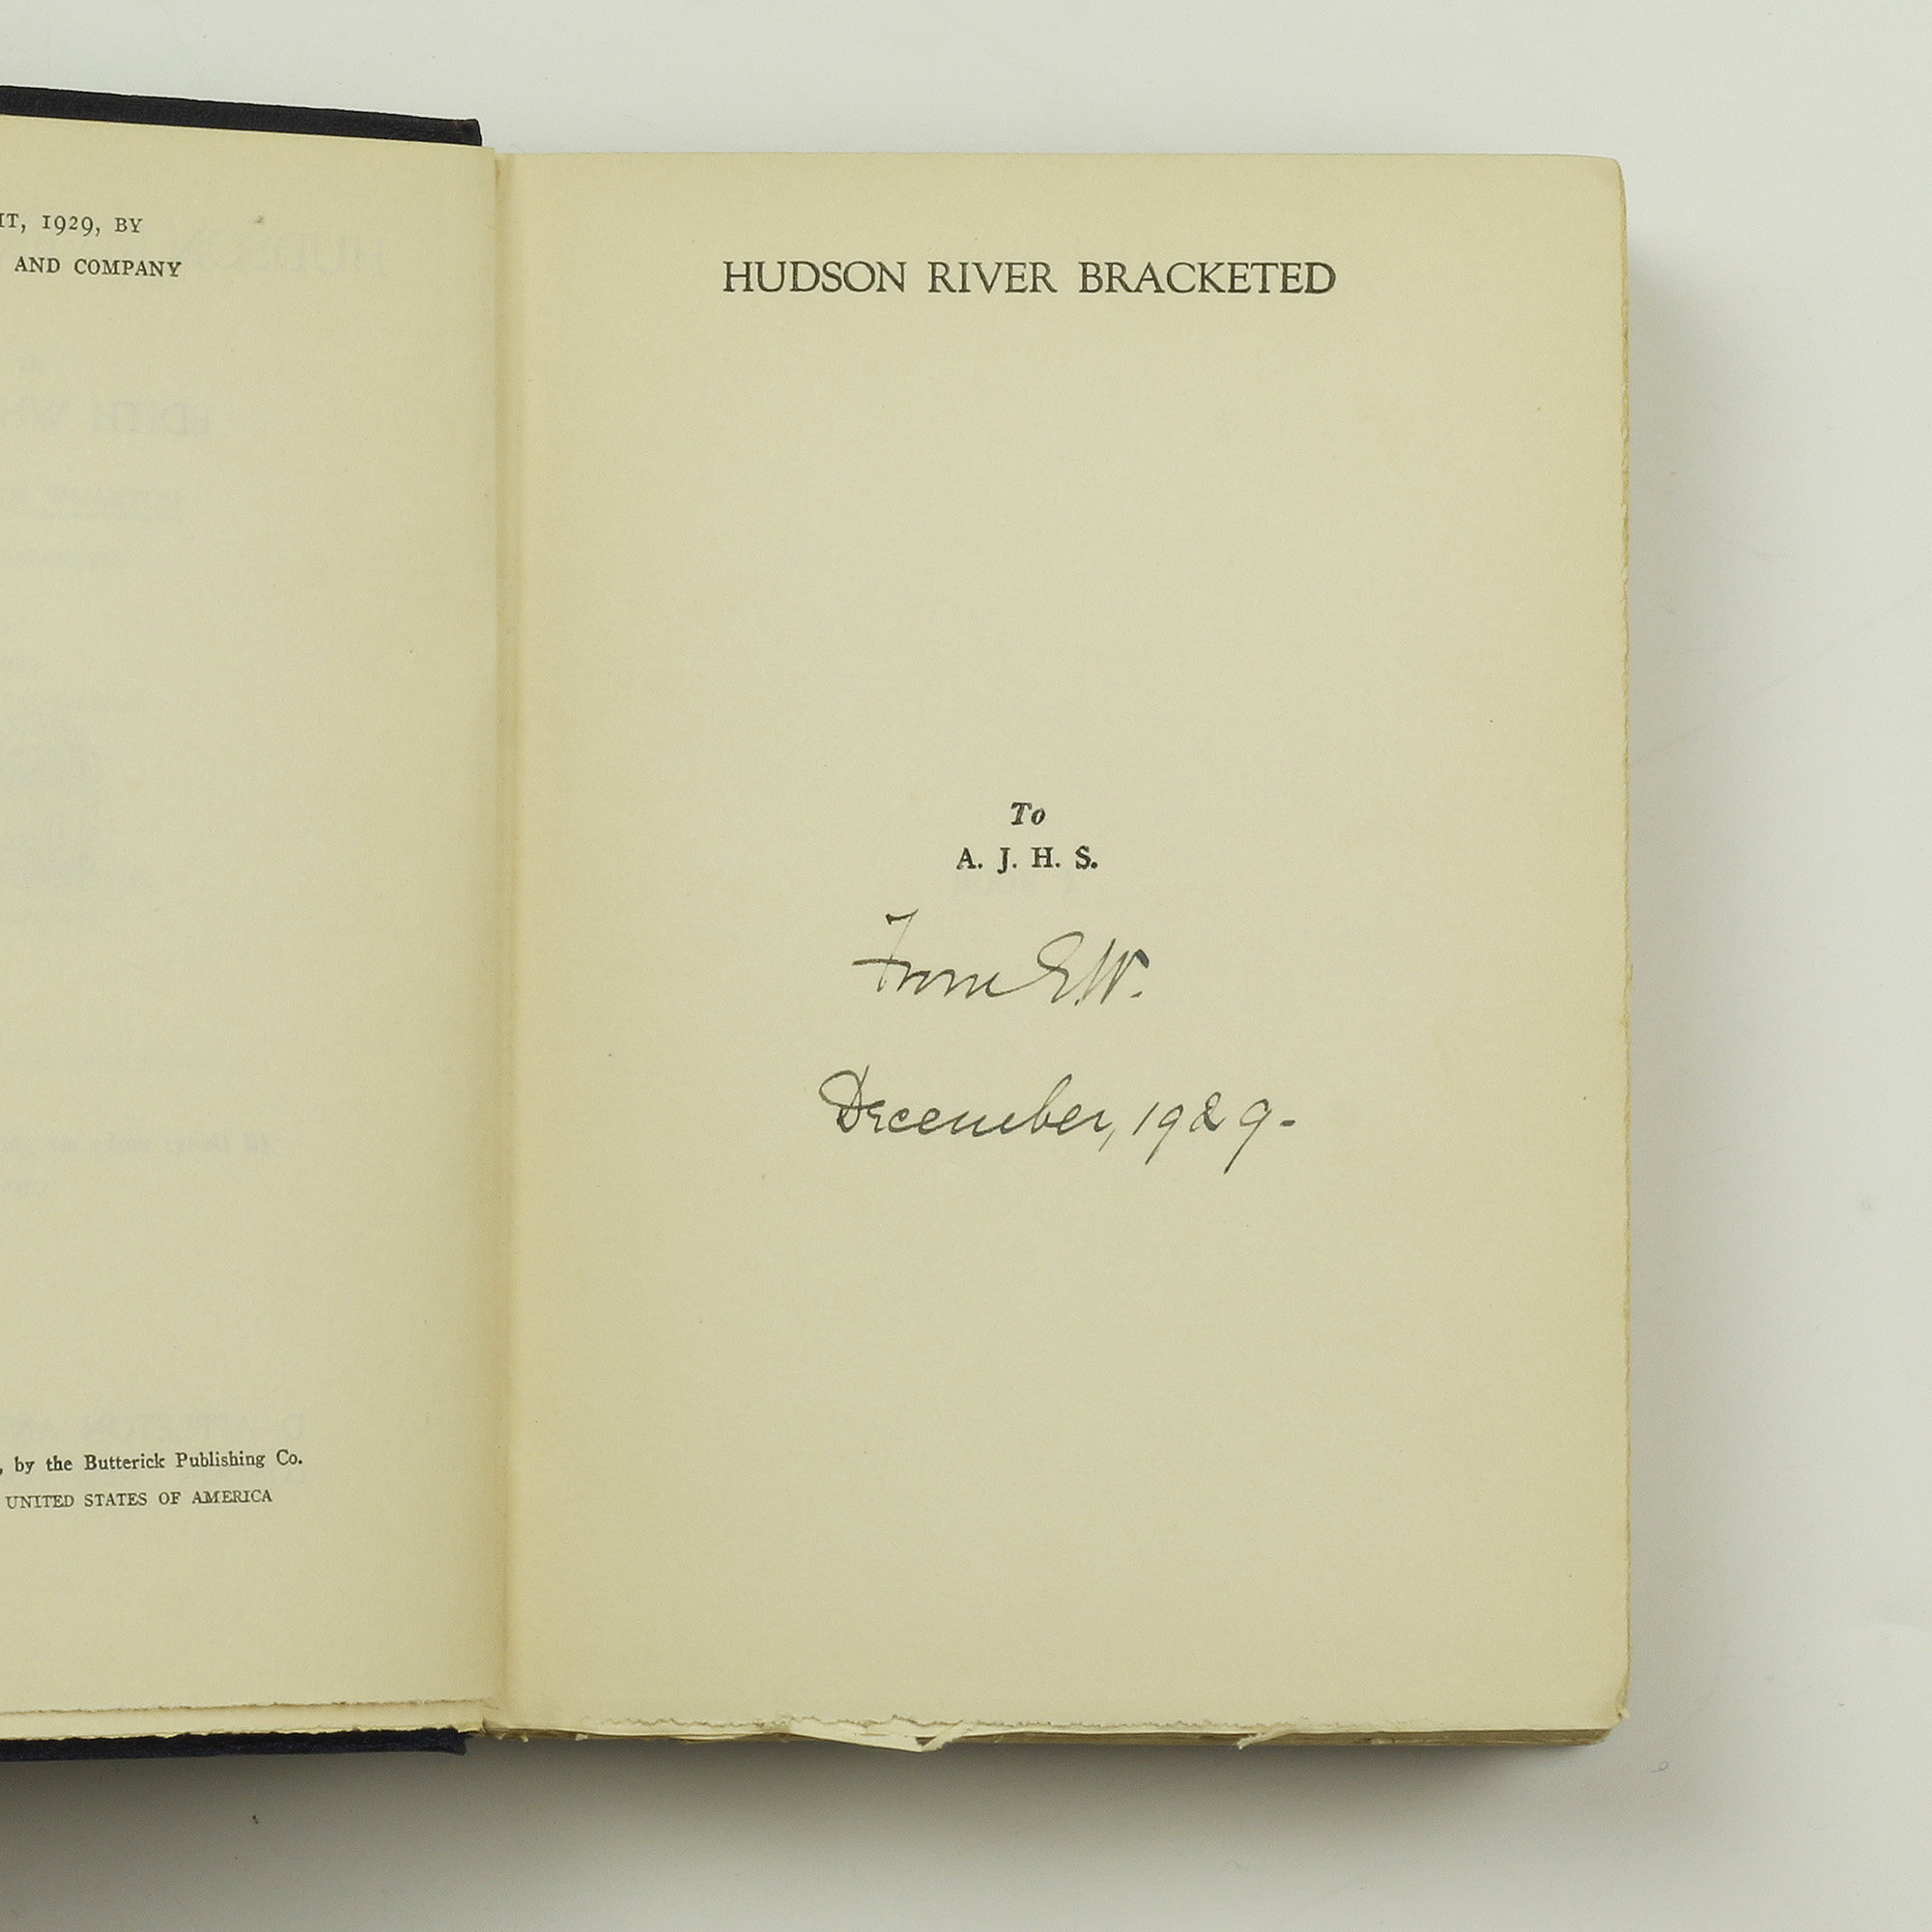 IT, 1929, BY
AND COMPANY
, by the Butterick Publishing Co.
UNITED STATES OF AMERICA
HUDSON RIVER BRACKETED
To
A. J. H. S.
From E.W.
December, 1929.